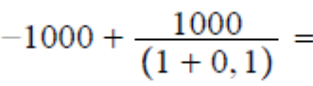 −1000 + 1000 / (1 + 0,1) =